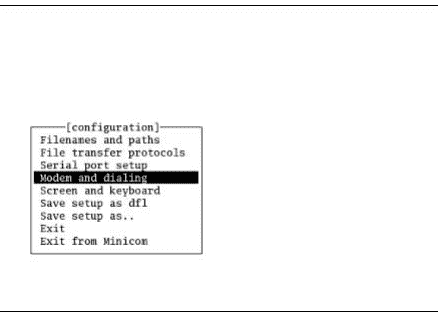 [configuration]
Filenames and paths
File transfer protocols
Serial port setup
Modem and dialing
Screen and keyboard
Save setup as dfl
Save setup as..
Exit
Exit from Minicom